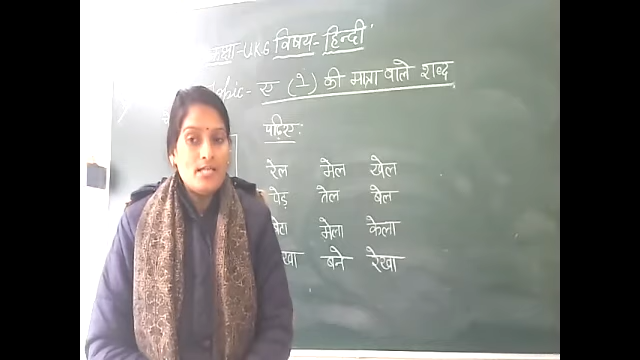 कक्षा-UKG विषय- हिन्दी
Topic- ए ( े ) की मात्रा वाले शब्द
पढ़िए:
रेल मेल खेल
पेड़ तेल बेल
बेटा मेला केला
बने रेखा